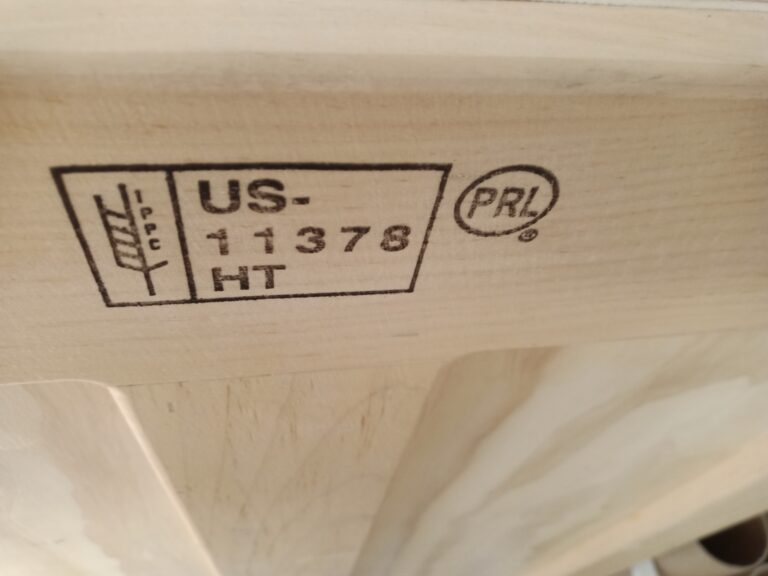 IPPC
US-
11378
HT
PRL
®